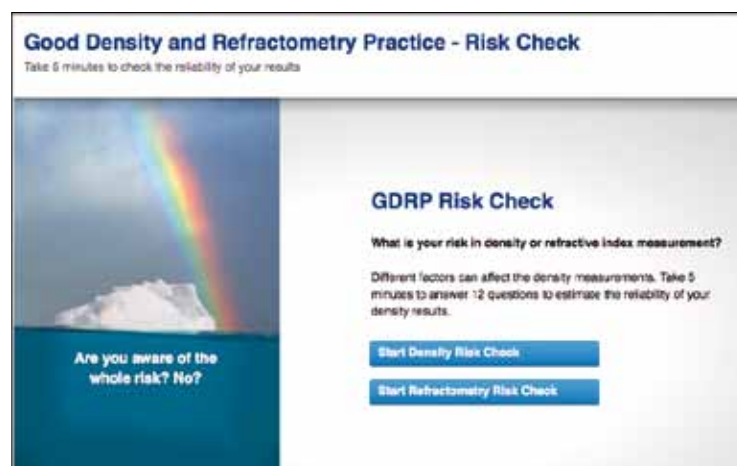 Good Density and Refractometry Practice - Risk Check
Take 5 minutes to check the reliability of your results
GDRP Risk Check
What is your risk in density or refractive index measurement?
Different factors can affect the density measurements. Take 5
minutes to answer 12 questions to estimate the reliability of your
density results.
Are you aware of the
whole risk? No?
Start Density Risk Check
Start Refractometry Risk Check